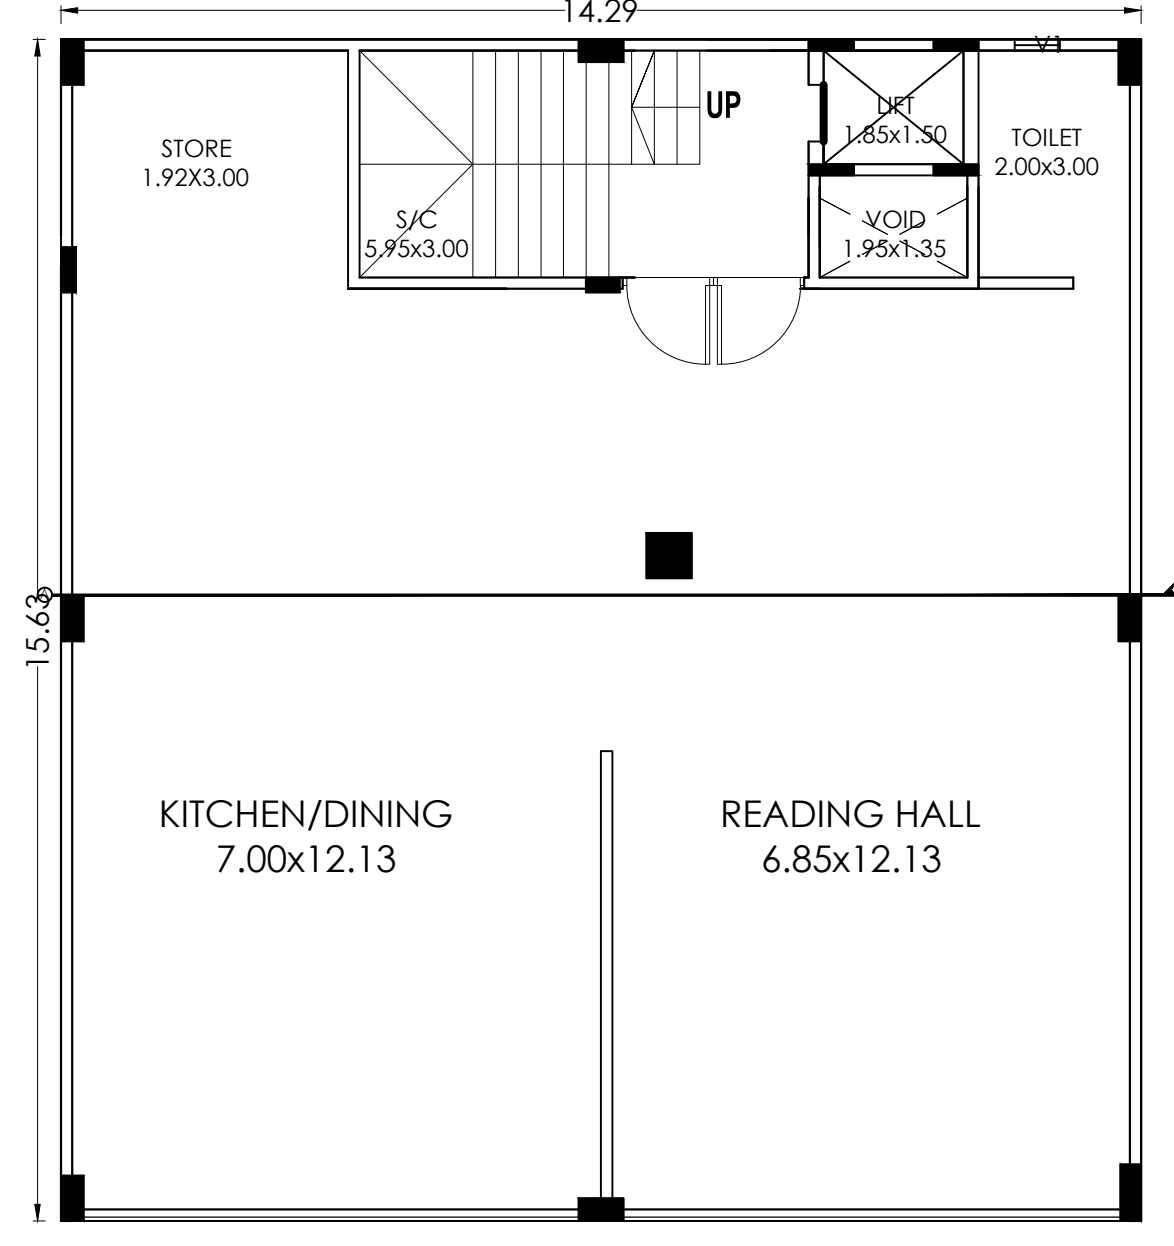 14.29
V1
UP
LIFT
1.85x1.50
STORE
1.92X3.00
TOILET
2.00x3.00
S/C
5.95x3.00
VOID
1.95x1.35
15.63
KITCHEN/DINING
7.00x12.13
READING HALL
6.85x12.13